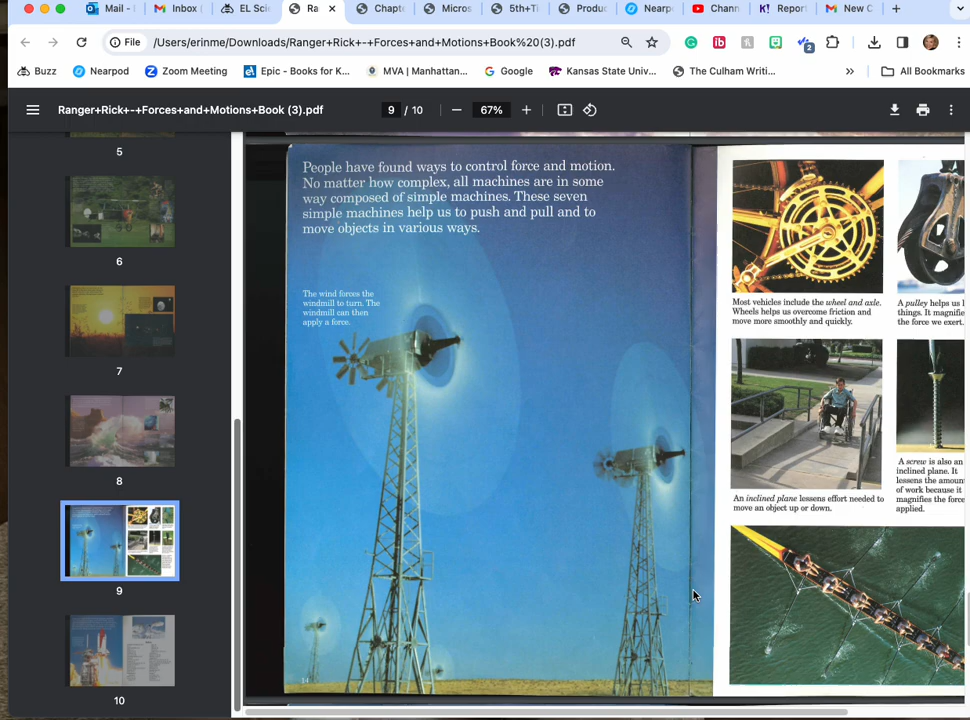 Mail -
Inbox (
EL Scie
Ra
Chapte
Micros
5th+Ti
Produc
Nearp
Chann
Report
New C
File
/Users/erinme/Downloads/Ranger+Rick+-+Forces+and+Motions+Book%20(3).pdf
2
Buzz
Nearpod
Zoom Meeting
Epic - Books for K...
MVA | Manhattan...
Google
Kansas State Univ...
The Culham Writi...
All Bookmarks
Ranger+Rick+-+Forces+and+Motions+Book (3).pdf
9 / 10
67%
5
6
7
8
9
10
People have found ways to control force and motion.
No matter how complex, all machines are in some
way composed of simple machines. These seven
simple machines help us to push and pull and to
move objects in various ways.
The wind forces the
windmill to turn. The
windmill can then
apply a force.
14
Most vehicles include the wheel and axle.
Wheels help us overcome friction and
move more smoothly and quickly.
A pulley helps us l
things. It magnifie
the force we exert.
An inclined plane lessens effort needed to
move an object up or down.
A screw is also an
inclined plane. It
lessens the amoun
of work because it
magnifies the force
applied.